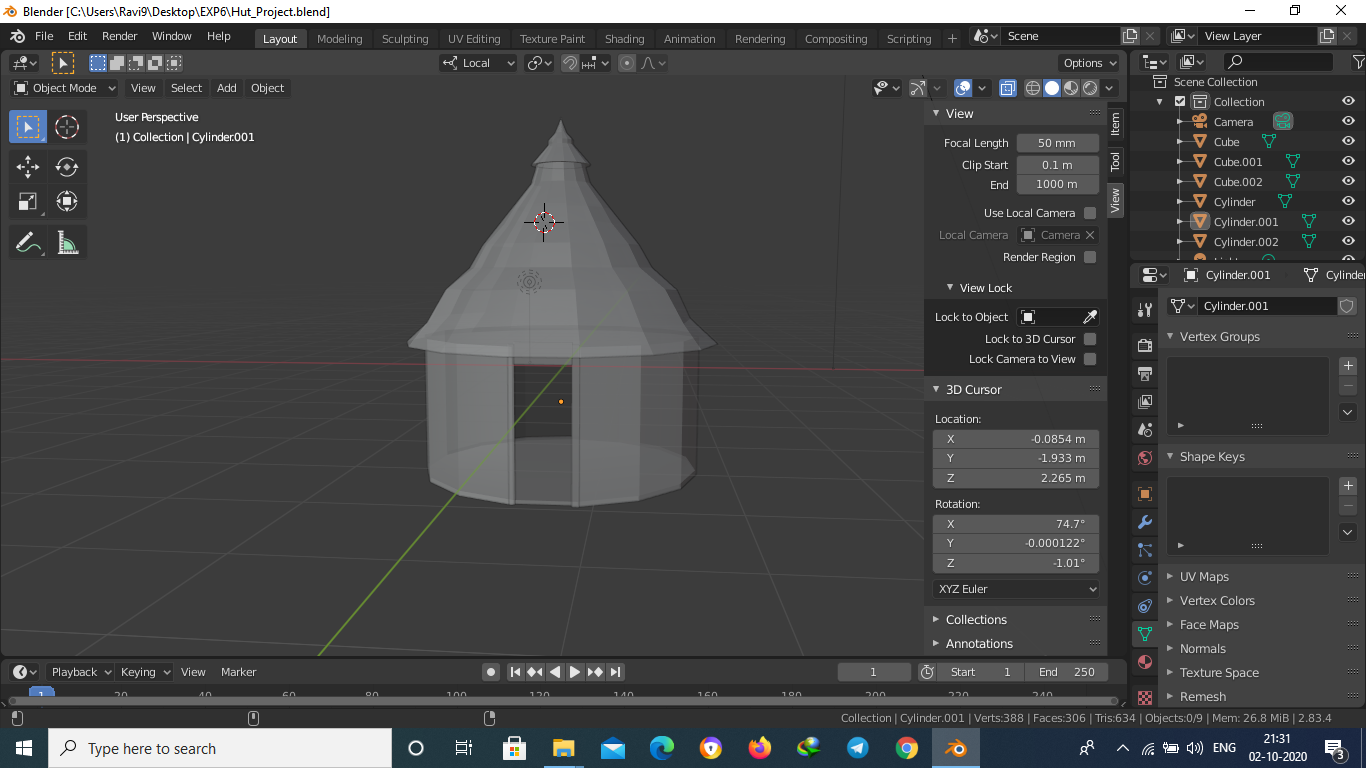 Blender [C:\Users\Ravi9\Desktop\EXP6\Hut_Project.blend]
File Edit Render Window Help Layout Modeling Sculpting UV Editing Texture Paint Shading Animation Rendering Compositing Scripting + Scene View Layer
Local Options
Object Mode View Select Add Object
User Perspective
(1) Collection | Cylinder.001
View
Focal Length 50 mm
Clip Start 0.1 m
End 1000 m
Use Local Camera
Local Camera Camera
Render Region
View Lock
Lock to Object
Lock to 3D Cursor
Lock Camera to View
3D Cursor
Location:
X -0.0854 m
Y -1.933 m
Z 2.265 m
Rotation:
X 74.7°
Y -0.000122°
Z -1.01°
XYZ Euler
Collections
Annotations
Item
Tool
View
Scene Collection
Collection
Camera
Cube
Cube.001
Cube.002
Cylinder
Cylinder.001
Cylinder.002
Cylinder.001 Cylinder
Cylinder.001
Vertex Groups
Shape Keys
UV Maps
Vertex Colors
Face Maps
Normals
Texture Space
Remesh
Playback Keying View Marker 1 Start 1 End 250
1 20 40 60 80 100 120 140 160 180 200 220 240
Collection | Cylinder.001 | Verts:388 | Faces:306 | Tris:634 | Objects:0/9 | Mem: 26.8 MiB | 2.83.4
Type here to search
ENG
21:31
02-10-2020
3